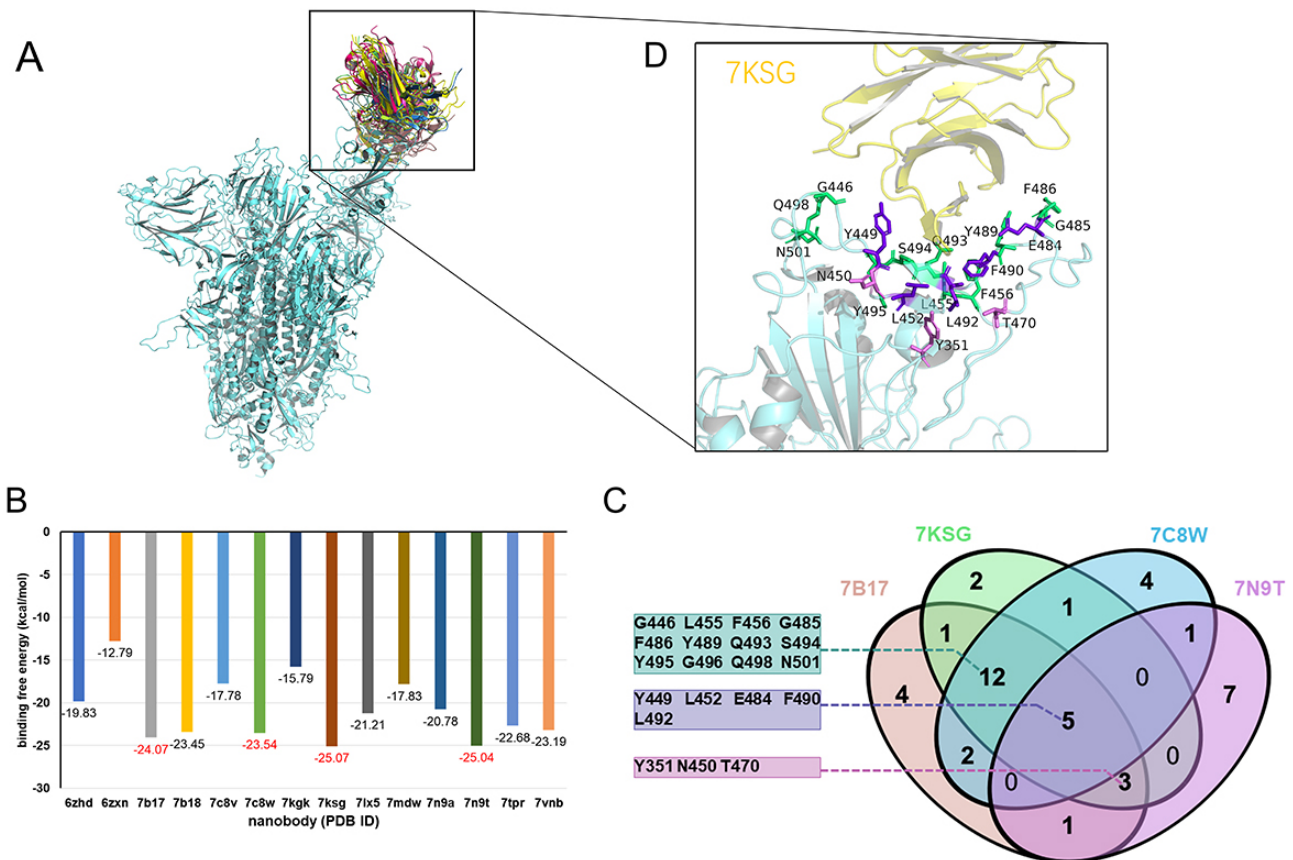 A
D
7KSG
G446
F486
Q498
Y489
G485
Y449
S494
Q493
E484
N501
F490
N450
F456
L455
Y495
L452
L492
T470
Y351
B
0
-5
-10
-15
-20
-25
-30
binding free energy (kcal/mol)
-19.83
-12.79
-24.07
-23.45
-17.78
-23.54
-15.79
-25.07
-21.21
-17.83
-20.78
-25.04
-22.68
-23.19
6zhd 6zxn 7b17 7b18 7c8v 7c8w 7kgk 7ksg 7lx5 7mdw 7n9a 7n9t 7tpr 7vnb
nanobody (PDB ID)
C
7KSG
7C8W
7B17
7N9T
2
4
1
1
1
4
12
0
7
5
2
0
0
3
1
G446 L455 F456 G485
F486 Y489 Q493 S494
Y495 G496 Q498 N501
Y449 L452 E484 F490
L492
Y351 N450 T470